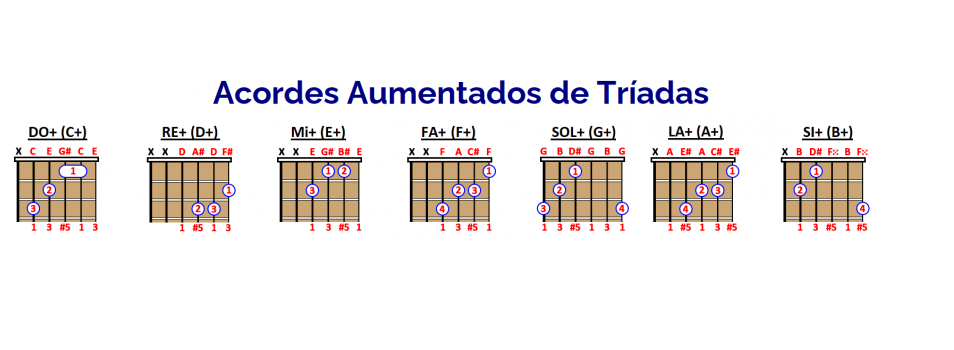 Acordes Aumentados de Tríadas
DO+ (C+) RE+ (D+) Mi+ (E+) FA+ (F+) SOL+ (G+) LA+ (A+) SI+ (B+)
X C E G# C E X X D A# D F# X X E G# B# E X X F A C# F G B D# G B G X A E# A C# E# X B D# F𝄪 B F𝄪
1 1 1 2 1 1 1 1
2 1 3 2 3 2 2 3 2
3 2 3 4 3 4 4 4
1 3 #5 1 3 1 #5 1 3 1 3 #5 1 1 3 #5 1 1 3 #5 1 3 1 1 #5 1 3 #5 1 3 #5 1 #5